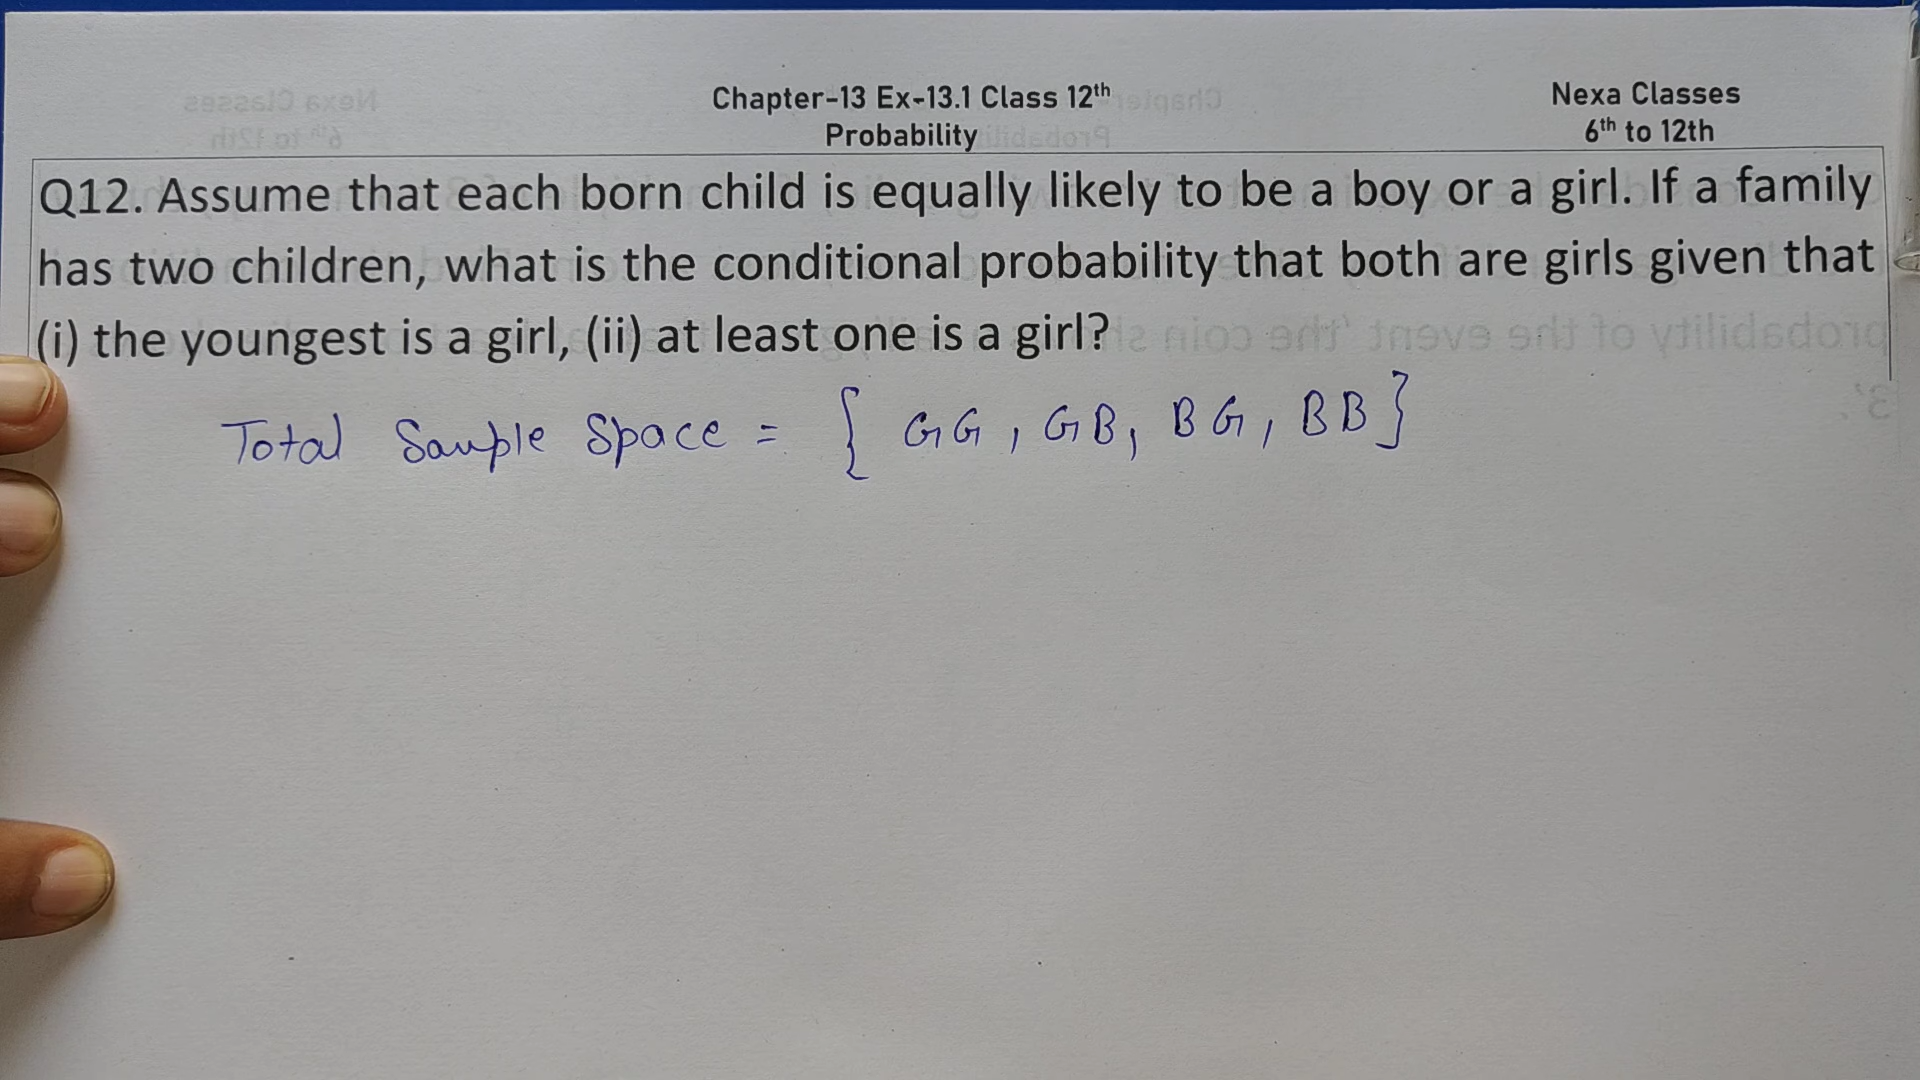 Chapter-13 Ex-13.1 Class 12th
Probability
Nexa Classes
6th to 12th
Q12. Assume that each born child is equally likely to be a boy or a girl. If a family
has two children, what is the conditional probability that both are girls given that
(i) the youngest is a girl, (ii) at least one is a girl?
Total Sample Space = { GG, GB, BG, BB}